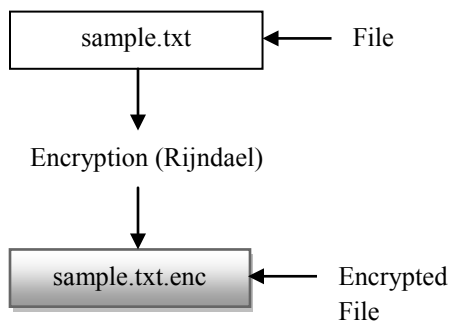 sample.txt
File
Encryption (Rijndael)
sample.txt.enc
Encrypted
File